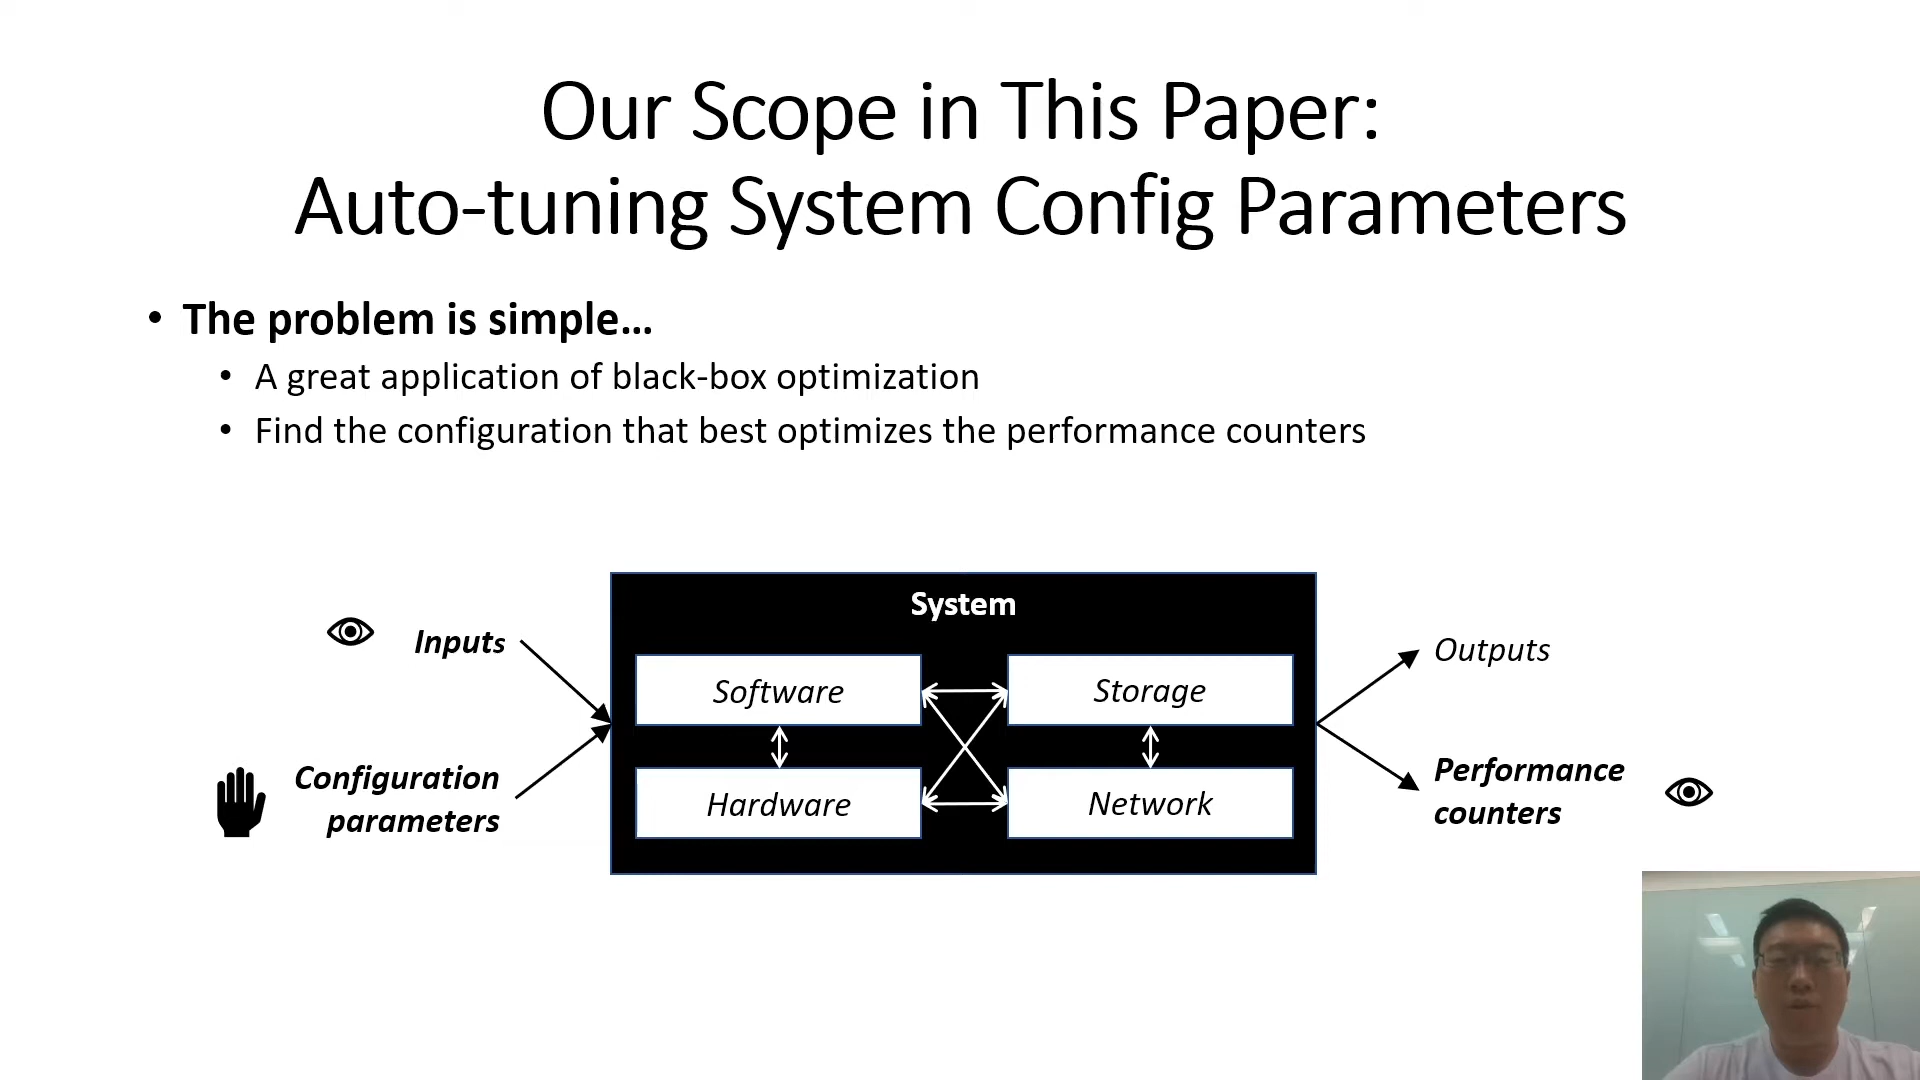 Our Scope in This Paper:
Auto-tuning System Config Parameters
• The problem is simple…
• A great application of black-box optimization
• Find the configuration that best optimizes the performance counters
System
Inputs
Software
Storage
Outputs
Configuration
parameters
Hardware
Network
Performance
counters